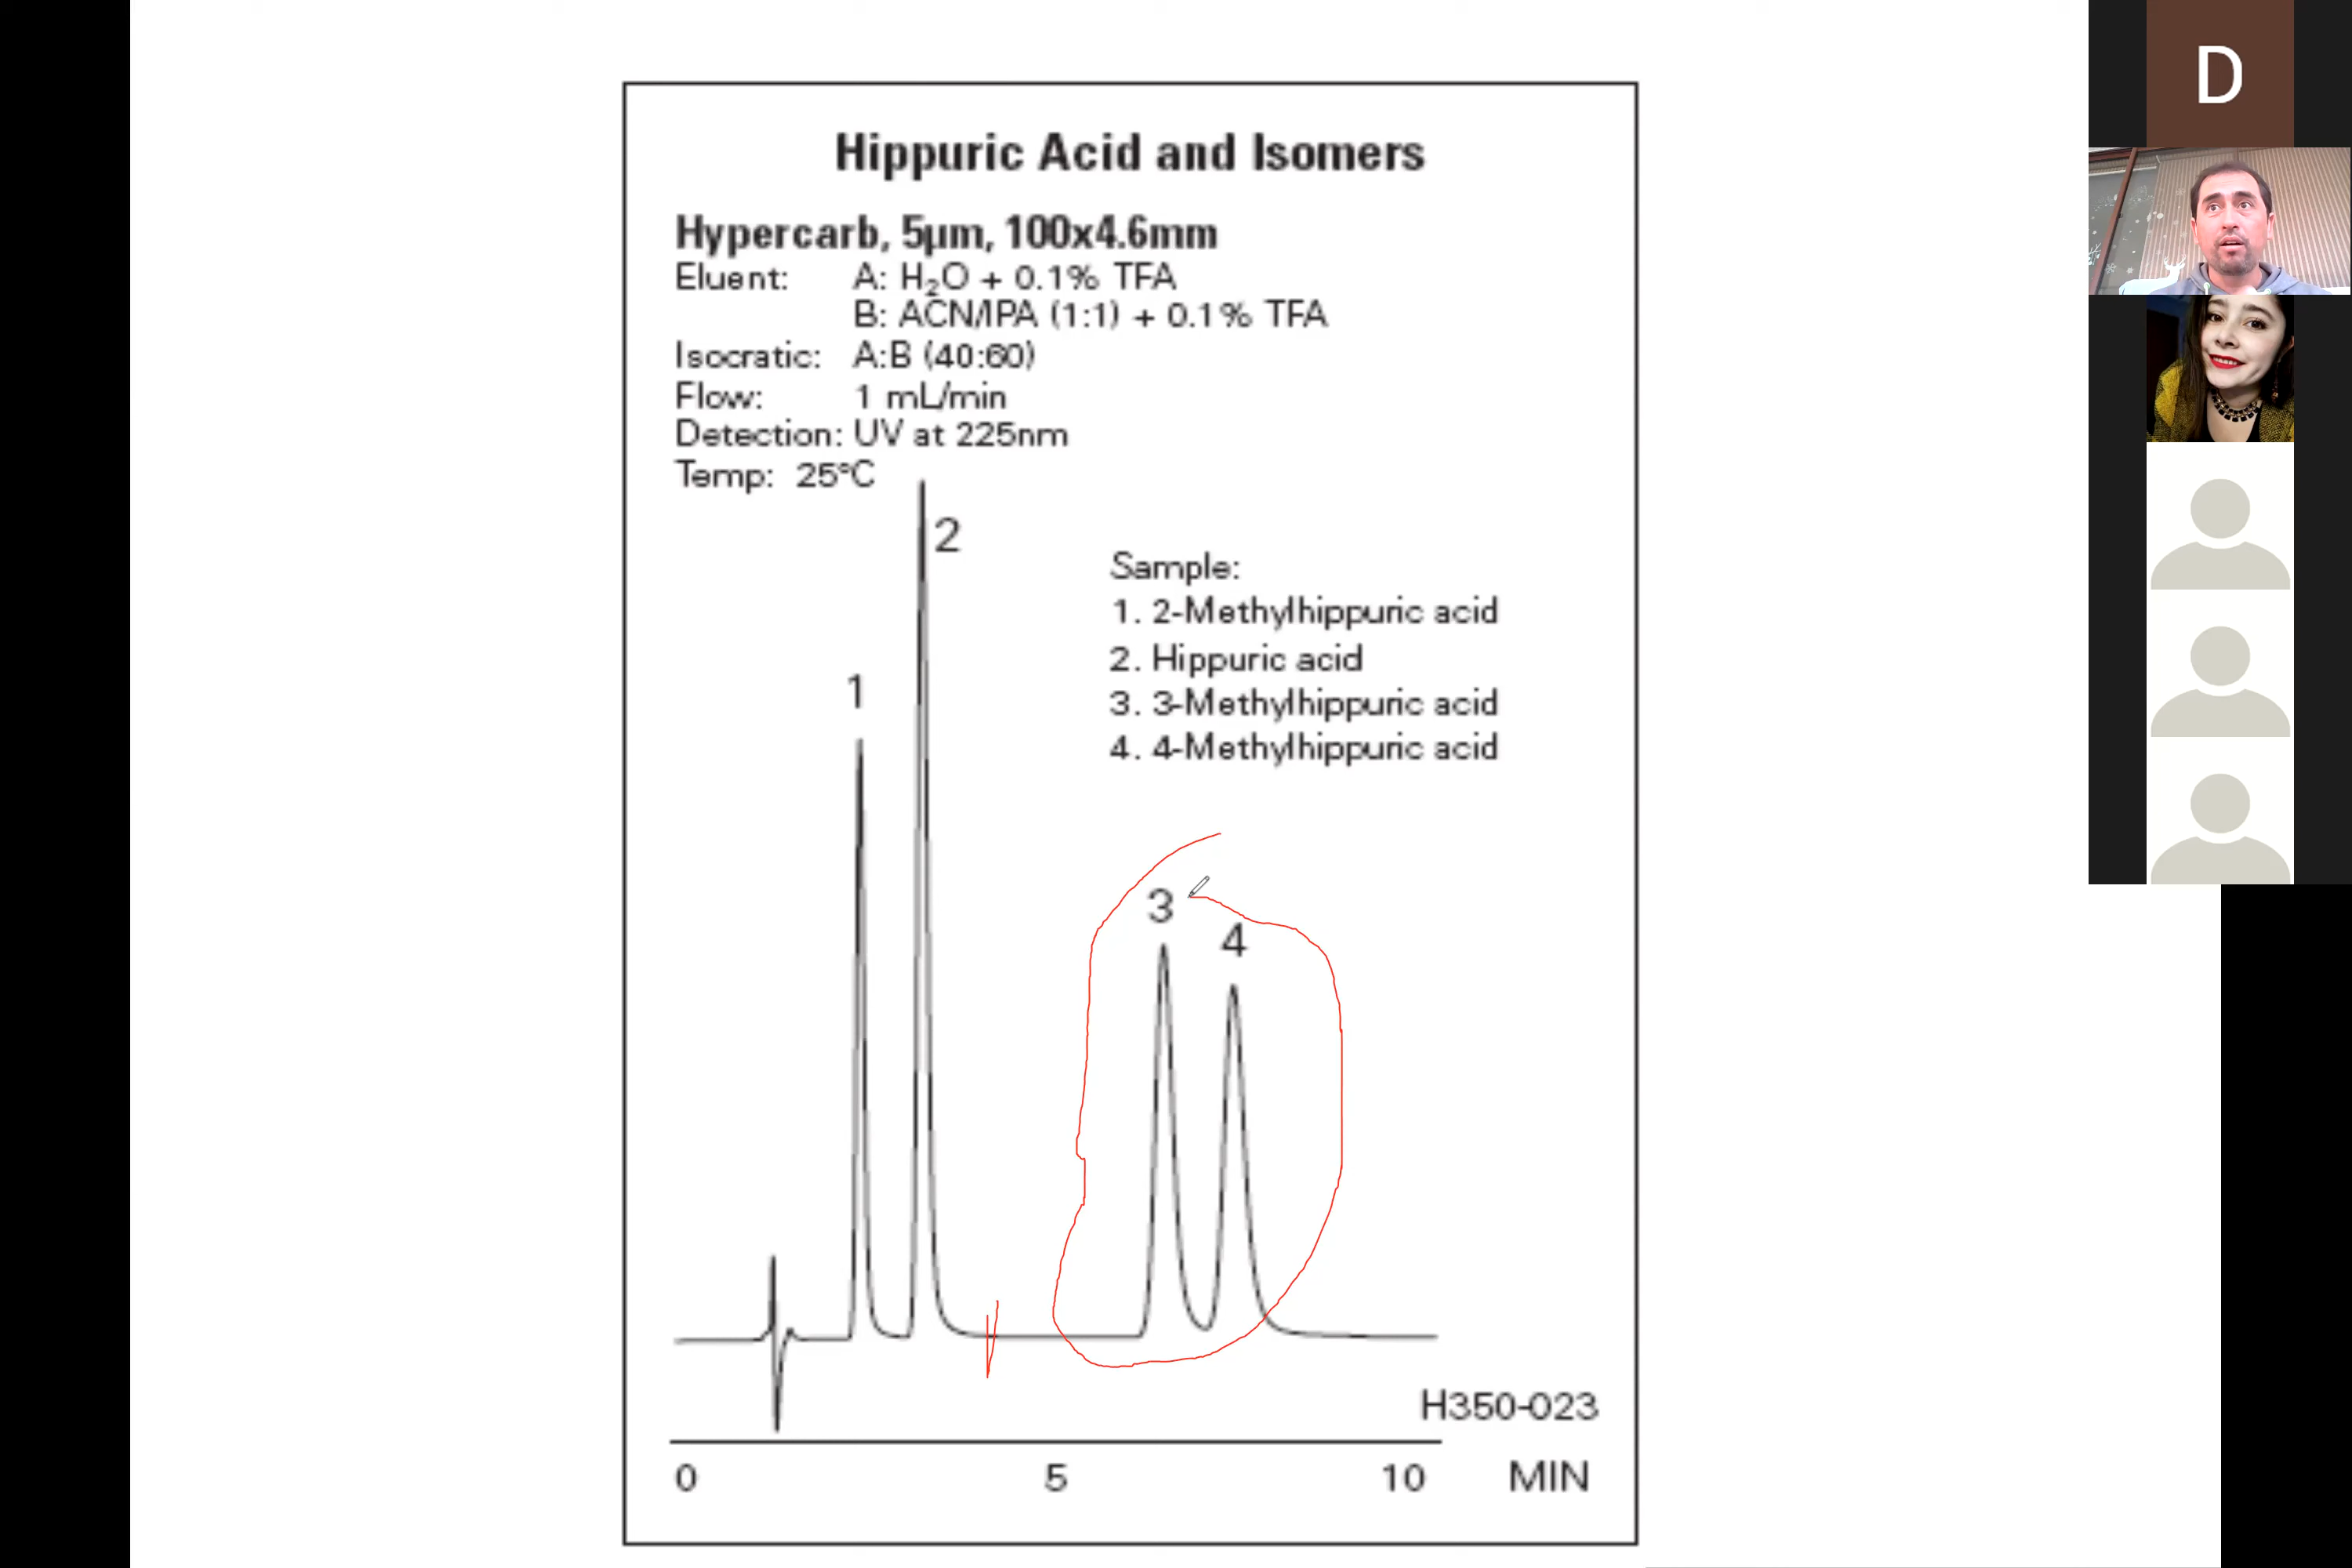 Hippuric Acid and Isomers
Hypercarb, 5µm, 100x4.6mm
Eluent: A: H₂O + 0.1% TFA
B: ACN/IPA (1:1) + 0.1% TFA
Isocratic: A:B (40:60)
Flow: 1 mL/min
Detection: UV at 225nm
Temp: 25°C
2
Sample:
1. 2-Methylhippuric acid
2. Hippuric acid
3. 3-Methylhippuric acid
4. 4-Methylhippuric acid
1
3
4
H350-023
0 5 10 MIN
D